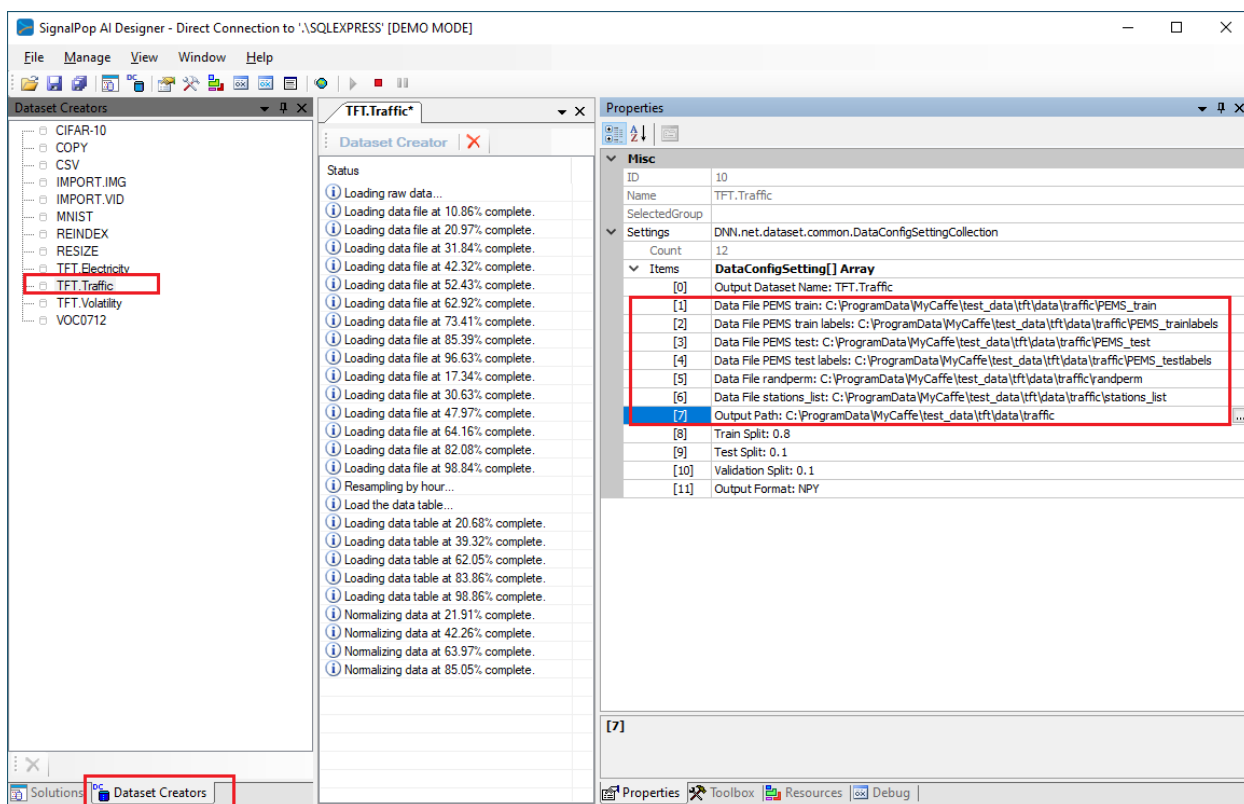 SignalPop AI Designer - Direct Connection to '.\SQLEXPRESS' [DEMO MODE]
File Manage View Window Help
Dataset Creators
CIFAR-10
COPY
CSV
IMPORT.IMG
IMPORT.VID
MNIST
REINDEX
RESIZE
TFT.Electricity
TFT.Traffic
TFT.Volatility
VOC0712
Solutions Dataset Creators
TFT.Traffic*
Dataset Creator
Status
Loading raw data...
Loading data file at 10.86% complete.
Loading data file at 20.97% complete.
Loading data file at 31.84% complete.
Loading data file at 42.32% complete.
Loading data file at 52.43% complete.
Loading data file at 62.92% complete.
Loading data file at 73.41% complete.
Loading data file at 85.39% complete.
Loading data file at 96.63% complete.
Loading data file at 17.34% complete.
Loading data file at 30.63% complete.
Loading data file at 47.97% complete.
Loading data file at 64.16% complete.
Loading data file at 82.08% complete.
Loading data file at 98.84% complete.
Resampling by hour...
Load the data table...
Loading data table at 20.68% complete.
Loading data table at 39.32% complete.
Loading data table at 62.05% complete.
Loading data table at 83.86% complete.
Loading data table at 98.86% complete.
Normalizing data at 21.91% complete.
Normalizing data at 42.26% complete.
Normalizing data at 63.97% complete.
Normalizing data at 85.05% complete.
Properties
Misc
ID 10
Name TFT.Traffic
SelectedGroup
Settings DNN.net.dataset.common.DataConfigSettingCollection
Count 12
Items DataConfigSetting[] Array
[0] Output Dataset Name: TFT.Traffic
[1] Data File PEMS train: C:\ProgramData\MyCaffe\test_data\tft\data\traffic\PEMS_train
[2] Data File PEMS train labels: C:\ProgramData\MyCaffe\test_data\tft\data\traffic\PEMS_trainlabels
[3] Data File PEMS test: C:\ProgramData\MyCaffe\test_data\tft\data\traffic\PEMS_test
[4] Data File PEMS test labels: C:\ProgramData\MyCaffe\test_data\tft\data\traffic\PEMS_testlabels
[5] Data File randperm: C:\ProgramData\MyCaffe\test_data\tft\data\traffic\randperm
[6] Data File stations_list: C:\ProgramData\MyCaffe\test_data\tft\data\traffic\stations_list
[7] Output Path: C:\ProgramData\MyCaffe\test_data\tft\data\traffic ...
[8] Train Split: 0.8
[9] Test Split: 0.1
[10] Validation Split: 0.1
[11] Output Format: NPY
[7]
Properties Toolbox Resources Debug